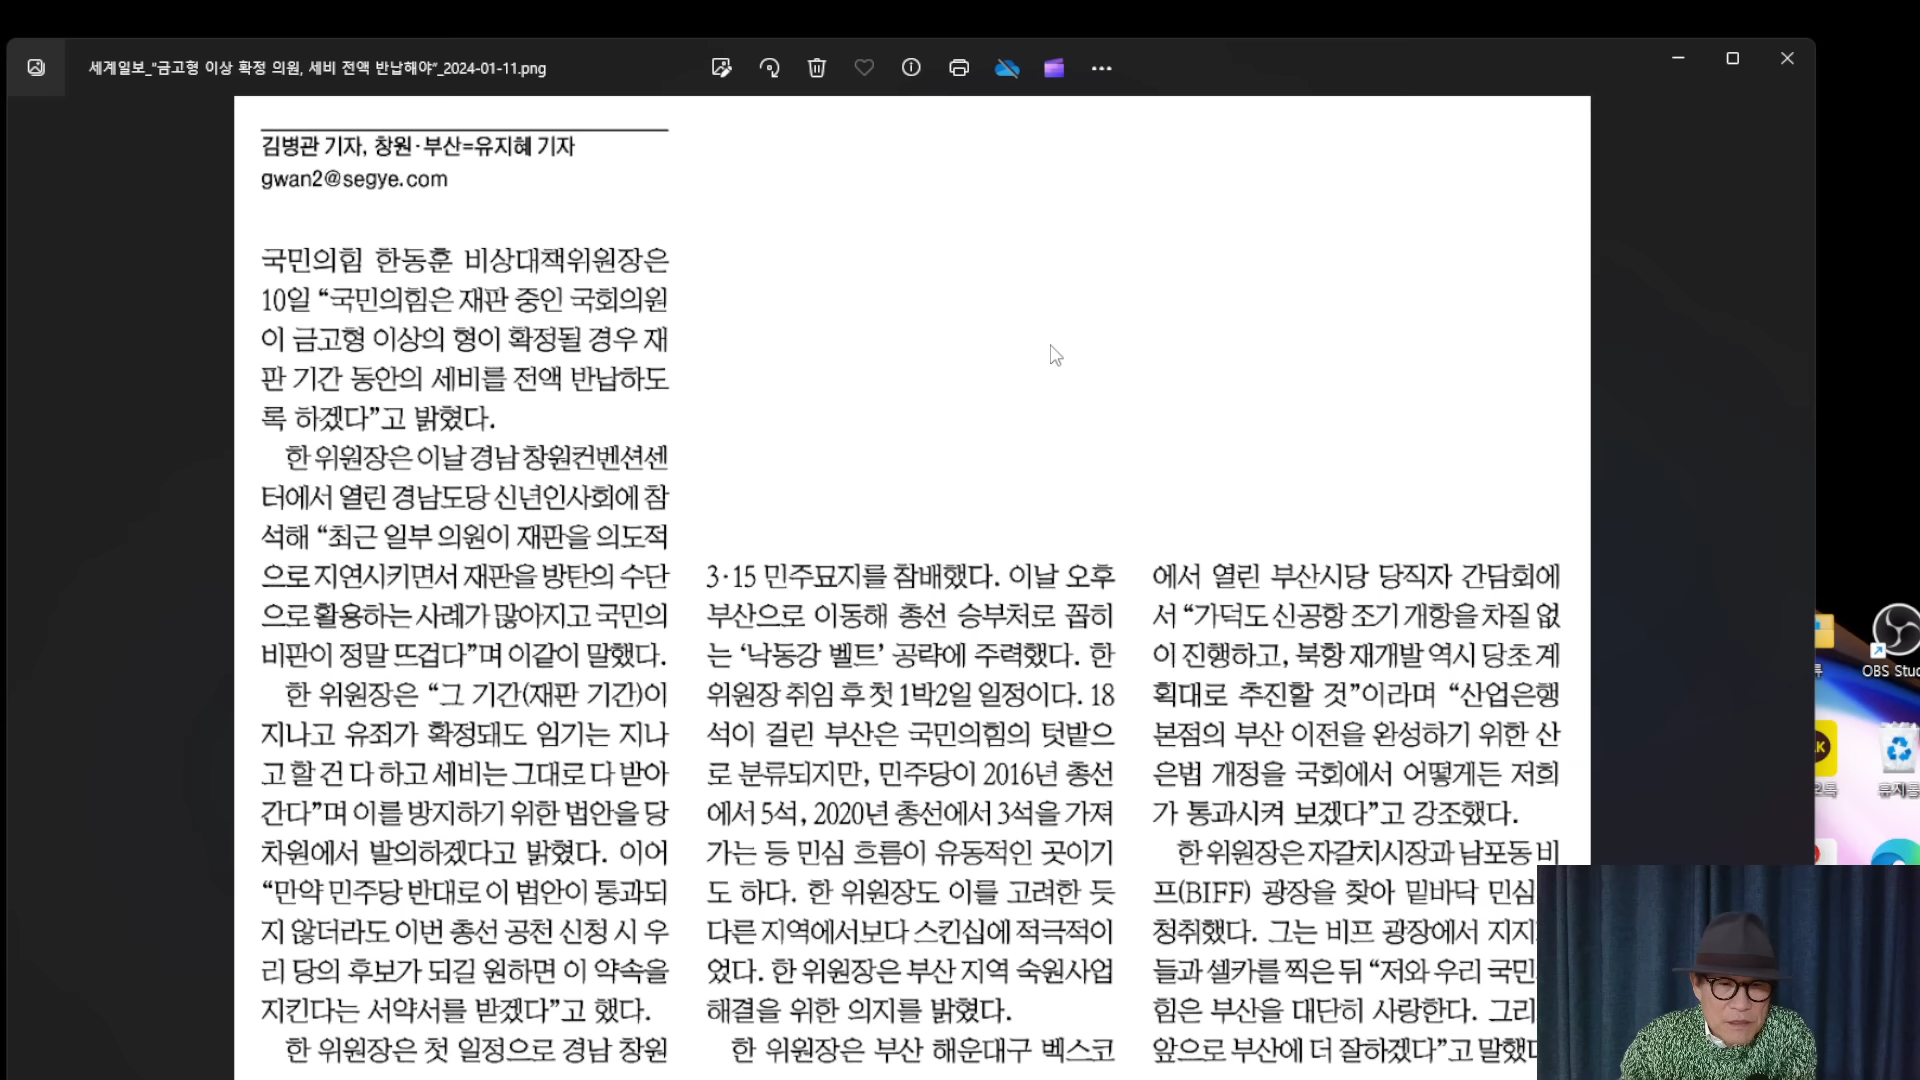 세계일보_“금고형 이상 확정 의원, 세비 전액 반납해야”_2024-01-11.png
김병관 기자, 창원·부산=유지혜 기자
gwan2@segye.com
국민의힘 한동훈 비상대책위원장은
10일 “국민의힘은 재판 중인 국회의원
이 금고형 이상의 형이 확정될 경우 재
판 기간 동안의 세비를 전액 반납하도
록 하겠다”고 밝혔다.
한 위원장은 이날 경남 창원컨벤션센
터에서 열린 경남도당 신년인사회에 참
석해 “최근 일부 의원이 재판을 의도적
으로 지연시키면서 재판을 방탄의 수단
으로 활용하는 사례가 많아지고 국민의
비판이 정말 뜨겁다”며 이같이 말했다.
한 위원장은 “그 기간(재판 기간)이
지나고 유죄가 확정돼도 임기는 지나
고 할 건 다 하고 세비는 그대로 다 받아
간다”며 이를 방지하기 위한 법안을 당
차원에서 발의하겠다고 밝혔다. 이어
“만약 민주당 반대로 이 법안이 통과되
지 않더라도 이번 총선 공천 신청 시 우
리 당의 후보가 되길 원하면 이 약속을
지킨다는 서약서를 받겠다”고 했다.
한 위원장은 첫 일정으로 경남 창원
3·15 민주묘지를 참배했다. 이날 오후
부산으로 이동해 총선 승부처로 꼽히
는 ‘낙동강 벨트’ 공략에 주력했다. 한
위원장 취임 후 첫 1박2일 일정이다. 18
석이 걸린 부산은 국민의힘의 텃밭으
로 분류되지만, 민주당이 2016년 총선
에서 5석, 2020년 총선에서 3석을 가져
가는 등 민심 흐름이 유동적인 곳이기
도 하다. 한 위원장도 이를 고려한 듯
다른 지역에서보다 스킨십에 적극적이
었다. 한 위원장은 부산 지역 숙원사업
해결을 위한 의지를 밝혔다.
한 위원장은 부산 해운대구 벡스코
에서 열린 부산시당 당직자 간담회에
서 “가덕도 신공항 조기 개항을 차질 없
이 진행하고, 북항 재개발 역시 당초 계
획대로 추진할 것”이라며 “산업은행
본점의 부산 이전을 완성하기 위한 산
은법 개정을 국회에서 어떻게든 저희
가 통과시켜 보겠다”고 강조했다.
한 위원장은 자갈치시장과 남포동 비
프(BIFF) 광장을 찾아 밑바닥 민심
청취했다. 그는 비프 광장에서 지지
들과 셀카를 찍은 뒤 “저와 우리 국민
힘은 부산을 대단히 사랑한다. 그리
앞으로 부산에 더 잘하겠다”고 말했
OBS Stu